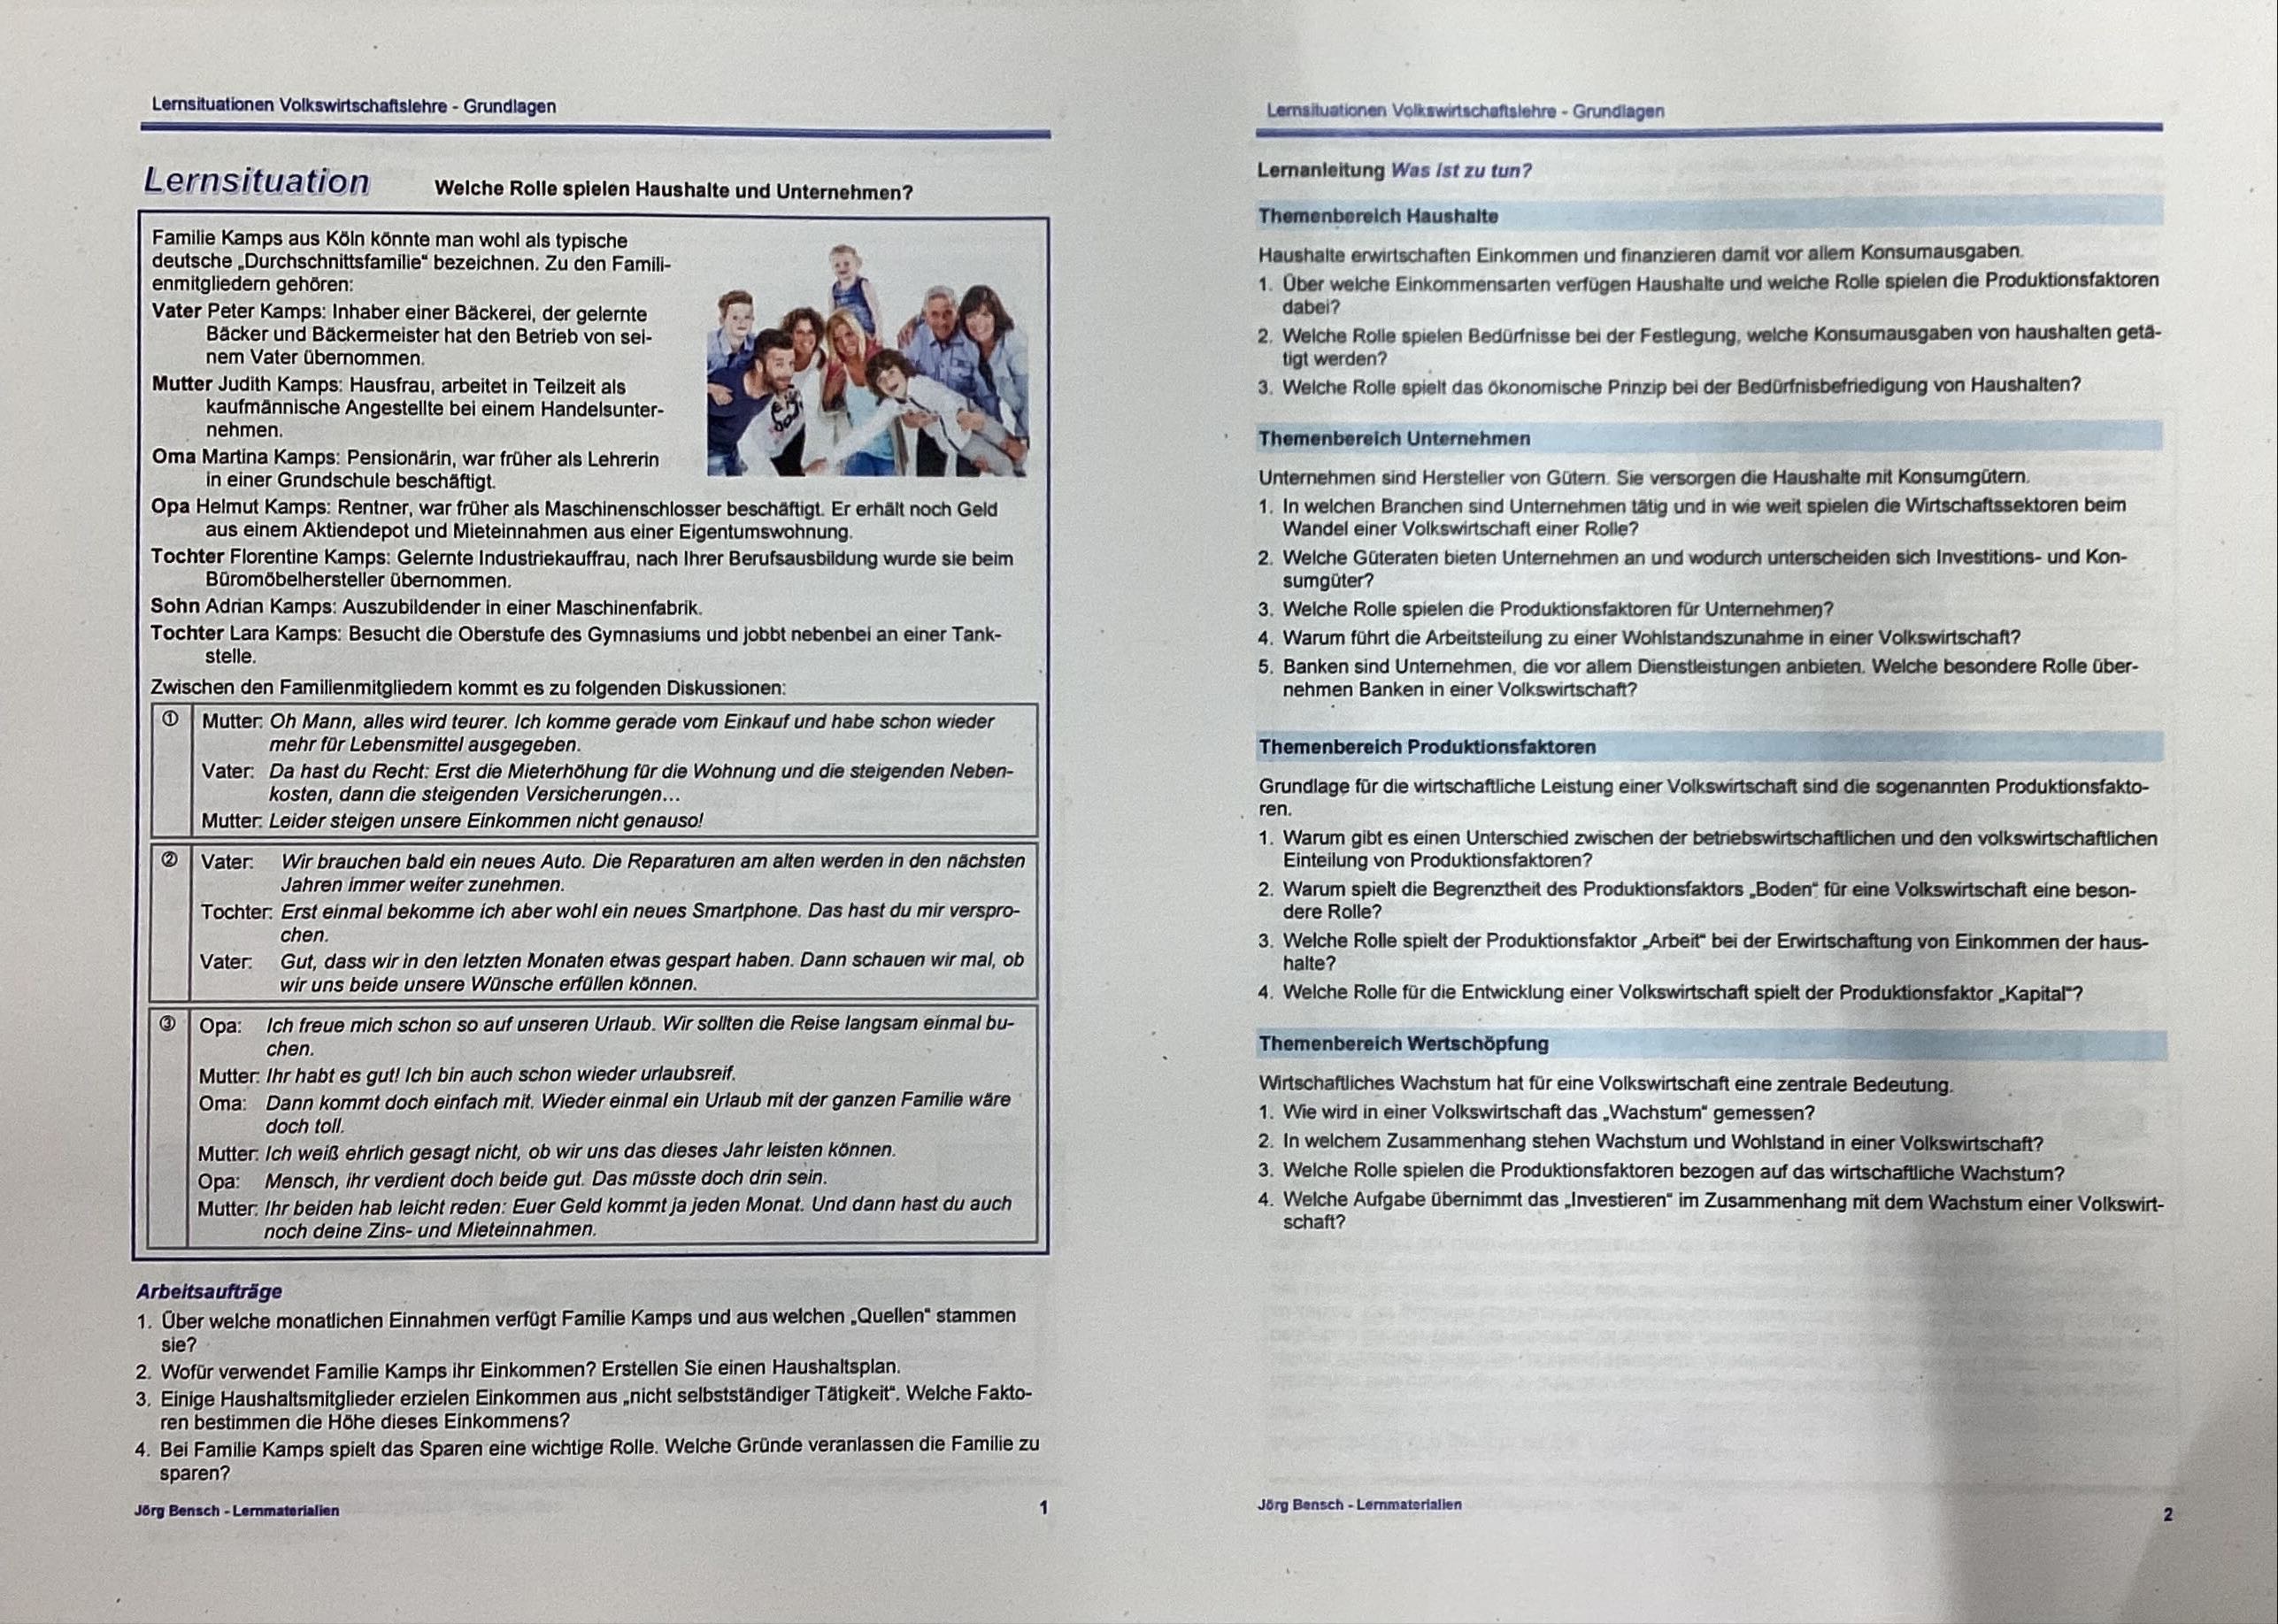 Lernsituationen Volkswirtschaftslehre - Grundlagen
Lernsituation Welche Rolle spielen Haushalte und Unternehmen?
Familie Kamps aus Köln könnte man wohl als typische
deutsche „Durchschnittsfamilie“ bezeichnen. Zu den Famili-
enmitgliedern gehören:
Vater Peter Kamps: Inhaber einer Bäckerei, der gelernte
Bäcker und Bäckermeister hat den Betrieb von sei-
nem Vater übernommen.
Mutter Judith Kamps: Hausfrau, arbeitet in Teilzeit als
kaufmännische Angestellte bei einem Handelsunter-
nehmen.
Oma Martina Kamps: Pensionärin, war früher als Lehrerin
in einer Grundschule beschäftigt.
Opa Helmut Kamps: Rentner, war früher als Maschinenschlosser beschäftigt. Er erhält noch Geld
aus einem Aktiendepot und Mieteinnahmen aus einer Eigentumswohnung.
Tochter Florentine Kamps: Gelernte Industriekauffrau, nach Ihrer Berufsausbildung wurde sie beim
Büromöbelhersteller übernommen.
Sohn Adrian Kamps: Auszubildender in einer Maschinenfabrik.
Tochter Lara Kamps: Besucht die Oberstufe des Gymnasiums und jobbt nebenbei an einer Tank-
stelle.
Zwischen den Familienmitgliedern kommt es zu folgenden Diskussionen:
① Mutter: Oh Mann, alles wird teurer. Ich komme gerade vom Einkauf und habe schon wieder
mehr für Lebensmittel ausgegeben.
Vater: Da hast du Recht: Erst die Mieterhöhung für die Wohnung und die steigenden Neben-
kosten, dann die steigenden Versicherungen…
Mutter: Leider steigen unsere Einkommen nicht genauso!
② Vater: Wir brauchen bald ein neues Auto. Die Reparaturen am alten werden in den nächsten
Jahren immer weiter zunehmen.
Tochter: Erst einmal bekomme ich aber wohl ein neues Smartphone. Das hast du mir verspro-
chen.
Vater: Gut, dass wir in den letzten Monaten etwas gespart haben. Dann schauen wir mal, ob
wir uns beide unsere Wünsche erfüllen können.
③ Opa: Ich freue mich schon so auf unseren Urlaub. Wir sollten die Reise langsam einmal bu-
chen.
Mutter: Ihr habt es gut! Ich bin auch schon wieder urlaubsreif.
Oma: Dann kommt doch einfach mit. Wieder einmal ein Urlaub mit der ganzen Familie wäre
doch toll.
Mutter: Ich weiß ehrlich gesagt nicht, ob wir uns das dieses Jahr leisten können.
Opa: Mensch, ihr verdient doch beide gut. Das müsste doch drin sein.
Mutter: Ihr beiden hab leicht reden: Euer Geld kommt ja jeden Monat. Und dann hast du auch
noch deine Zins- und Mieteinnahmen.
Arbeitsaufträge
1. Über welche monatlichen Einnahmen verfügt Familie Kamps und aus welchen „Quellen“ stammen
sie?
2. Wofür verwendet Familie Kamps ihr Einkommen? Erstellen Sie einen Haushaltsplan.
3. Einige Haushaltsmitglieder erzielen Einkommen aus „nicht selbstständiger Tätigkeit“. Welche Fakto-
ren bestimmen die Höhe dieses Einkommens?
4. Bei Familie Kamps spielt das Sparen eine wichtige Rolle. Welche Gründe veranlassen die Familie zu
sparen?
Jörg Bensch - Lernmaterialien 1
Lernsituationen Volkswirtschaftslehre - Grundlagen
Lernanleitung Was ist zu tun?
Themenbereich Haushalte
Haushalte erwirtschaften Einkommen und finanzieren damit vor allem Konsumausgaben.
1. Über welche Einkommensarten verfügen Haushalte und welche Rolle spielen die Produktionsfaktoren
dabei?
2. Welche Rolle spielen Bedürfnisse bei der Festlegung, welche Konsumausgaben von haushalten getä-
tigt werden?
3. Welche Rolle spielt das ökonomische Prinzip bei der Bedürfnisbefriedigung von Haushalten?
Themenbereich Unternehmen
Unternehmen sind Hersteller von Gütern. Sie versorgen die Haushalte mit Konsumgütern.
1. In welchen Branchen sind Unternehmen tätig und in wie weit spielen die Wirtschaftssektoren beim
Wandel einer Volkswirtschaft einer Rolle?
2. Welche Güteraten bieten Unternehmen an und wodurch unterscheiden sich Investitions- und Kon-
sumgüter?
3. Welche Rolle spielen die Produktionsfaktoren für Unternehmen?
4. Warum führt die Arbeitsteilung zu einer Wohlstandszunahme in einer Volkswirtschaft?
5. Banken sind Unternehmen, die vor allem Dienstleistungen anbieten. Welche besondere Rolle über-
nehmen Banken in einer Volkswirtschaft?
Themenbereich Produktionsfaktoren
Grundlage für die wirtschaftliche Leistung einer Volkswirtschaft sind die sogenannten Produktionsfakto-
ren.
1. Warum gibt es einen Unterschied zwischen der betriebswirtschaftlichen und den volkswirtschaftlichen
Einteilung von Produktionsfaktoren?
2. Warum spielt die Begrenztheit des Produktionsfaktors „Boden“ für eine Volkswirtschaft eine beson-
dere Rolle?
3. Welche Rolle spielt der Produktionsfaktor „Arbeit“ bei der Erwirtschaftung von Einkommen der haus-
halte?
4. Welche Rolle für die Entwicklung einer Volkswirtschaft spielt der Produktionsfaktor „Kapital“?
Themenbereich Wertschöpfung
Wirtschaftliches Wachstum hat für eine Volkswirtschaft eine zentrale Bedeutung.
1. Wie wird in einer Volkswirtschaft das „Wachstum“ gemessen?
2. In welchem Zusammenhang stehen Wachstum und Wohlstand in einer Volkswirtschaft?
3. Welche Rolle spielen die Produktionsfaktoren bezogen auf das wirtschaftliche Wachstum?
4. Welche Aufgabe übernimmt das „Investieren“ im Zusammenhang mit dem Wachstum einer Volkswirt-
schaft?
Jörg Bensch - Lernmaterialien 2